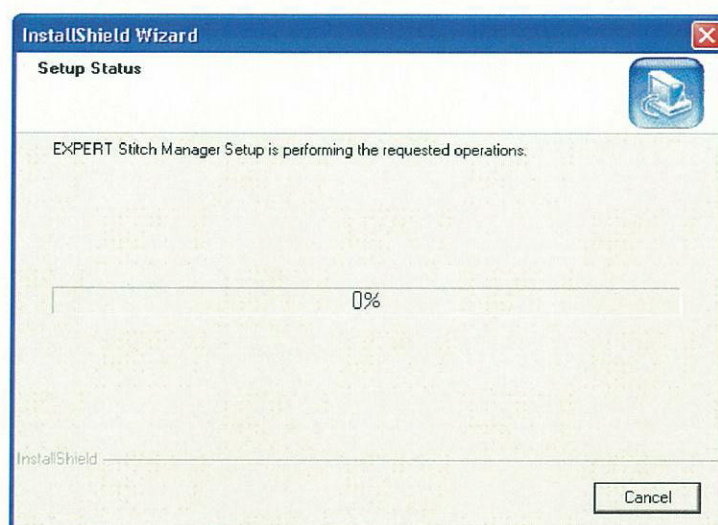 InstallShield Wizard
Setup Status
EXPERT Stitch Manager Setup is performing the requested operations.
0%
InstallShield
Cancel